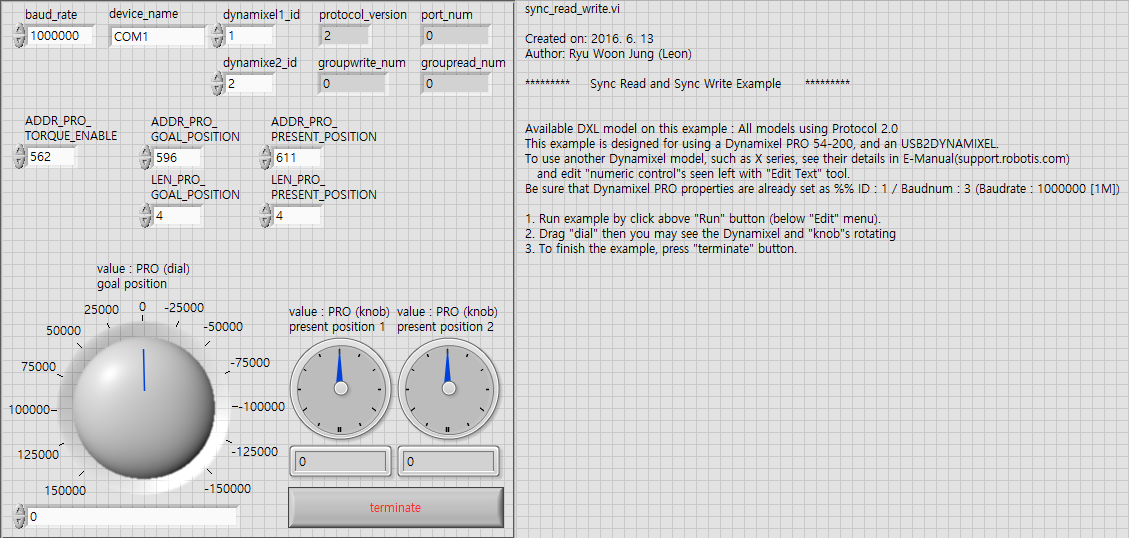 baud_rate device_name dynamixel1_id protocol_version port_num
1000000 COM1 1 2 0
dynamixe2_id groupwrite_num groupread_num
2 0 0
ADDR_PRO_
TORQUE_ENABLE
562
ADDR_PRO_
GOAL_POSITION
596
ADDR_PRO_
PRESENT_POSITION
611
LEN_PRO_
GOAL_POSITION
4
LEN_PRO_
PRESENT_POSITION
4
value : PRO (dial)
goal position
0
25000 -25000
50000 -50000
75000 -75000
100000 -100000
125000 -125000
150000 -150000
0
value : PRO (knob)
present position 1
0
value : PRO (knob)
present position 2
0
terminate
sync_read_write.vi
Created on: 2016. 6. 13
Author: Ryu Woon Jung (Leon)
********* Sync Read and Sync Write Example *********
Available DXL model on this example : All models using Protocol 2.0
This example is designed for using a Dynamixel PRO 54-200, and an USB2DYNAMIXEL.
To use another Dynamixel model, such as X series, see their details in E-Manual(support.robotis.com)
and edit "numeric control"s seen left with "Edit Text" tool.
Be sure that Dynamixel PRO properties are already set as %% ID : 1 / Baudnum : 3 (Baudrate : 1000000 [1M])
1. Run example by click above "Run" button (below "Edit" menu).
2. Drag "dial" then you may see the Dynamixel and "knob"s rotating
3. To finish the example, press "terminate" button.